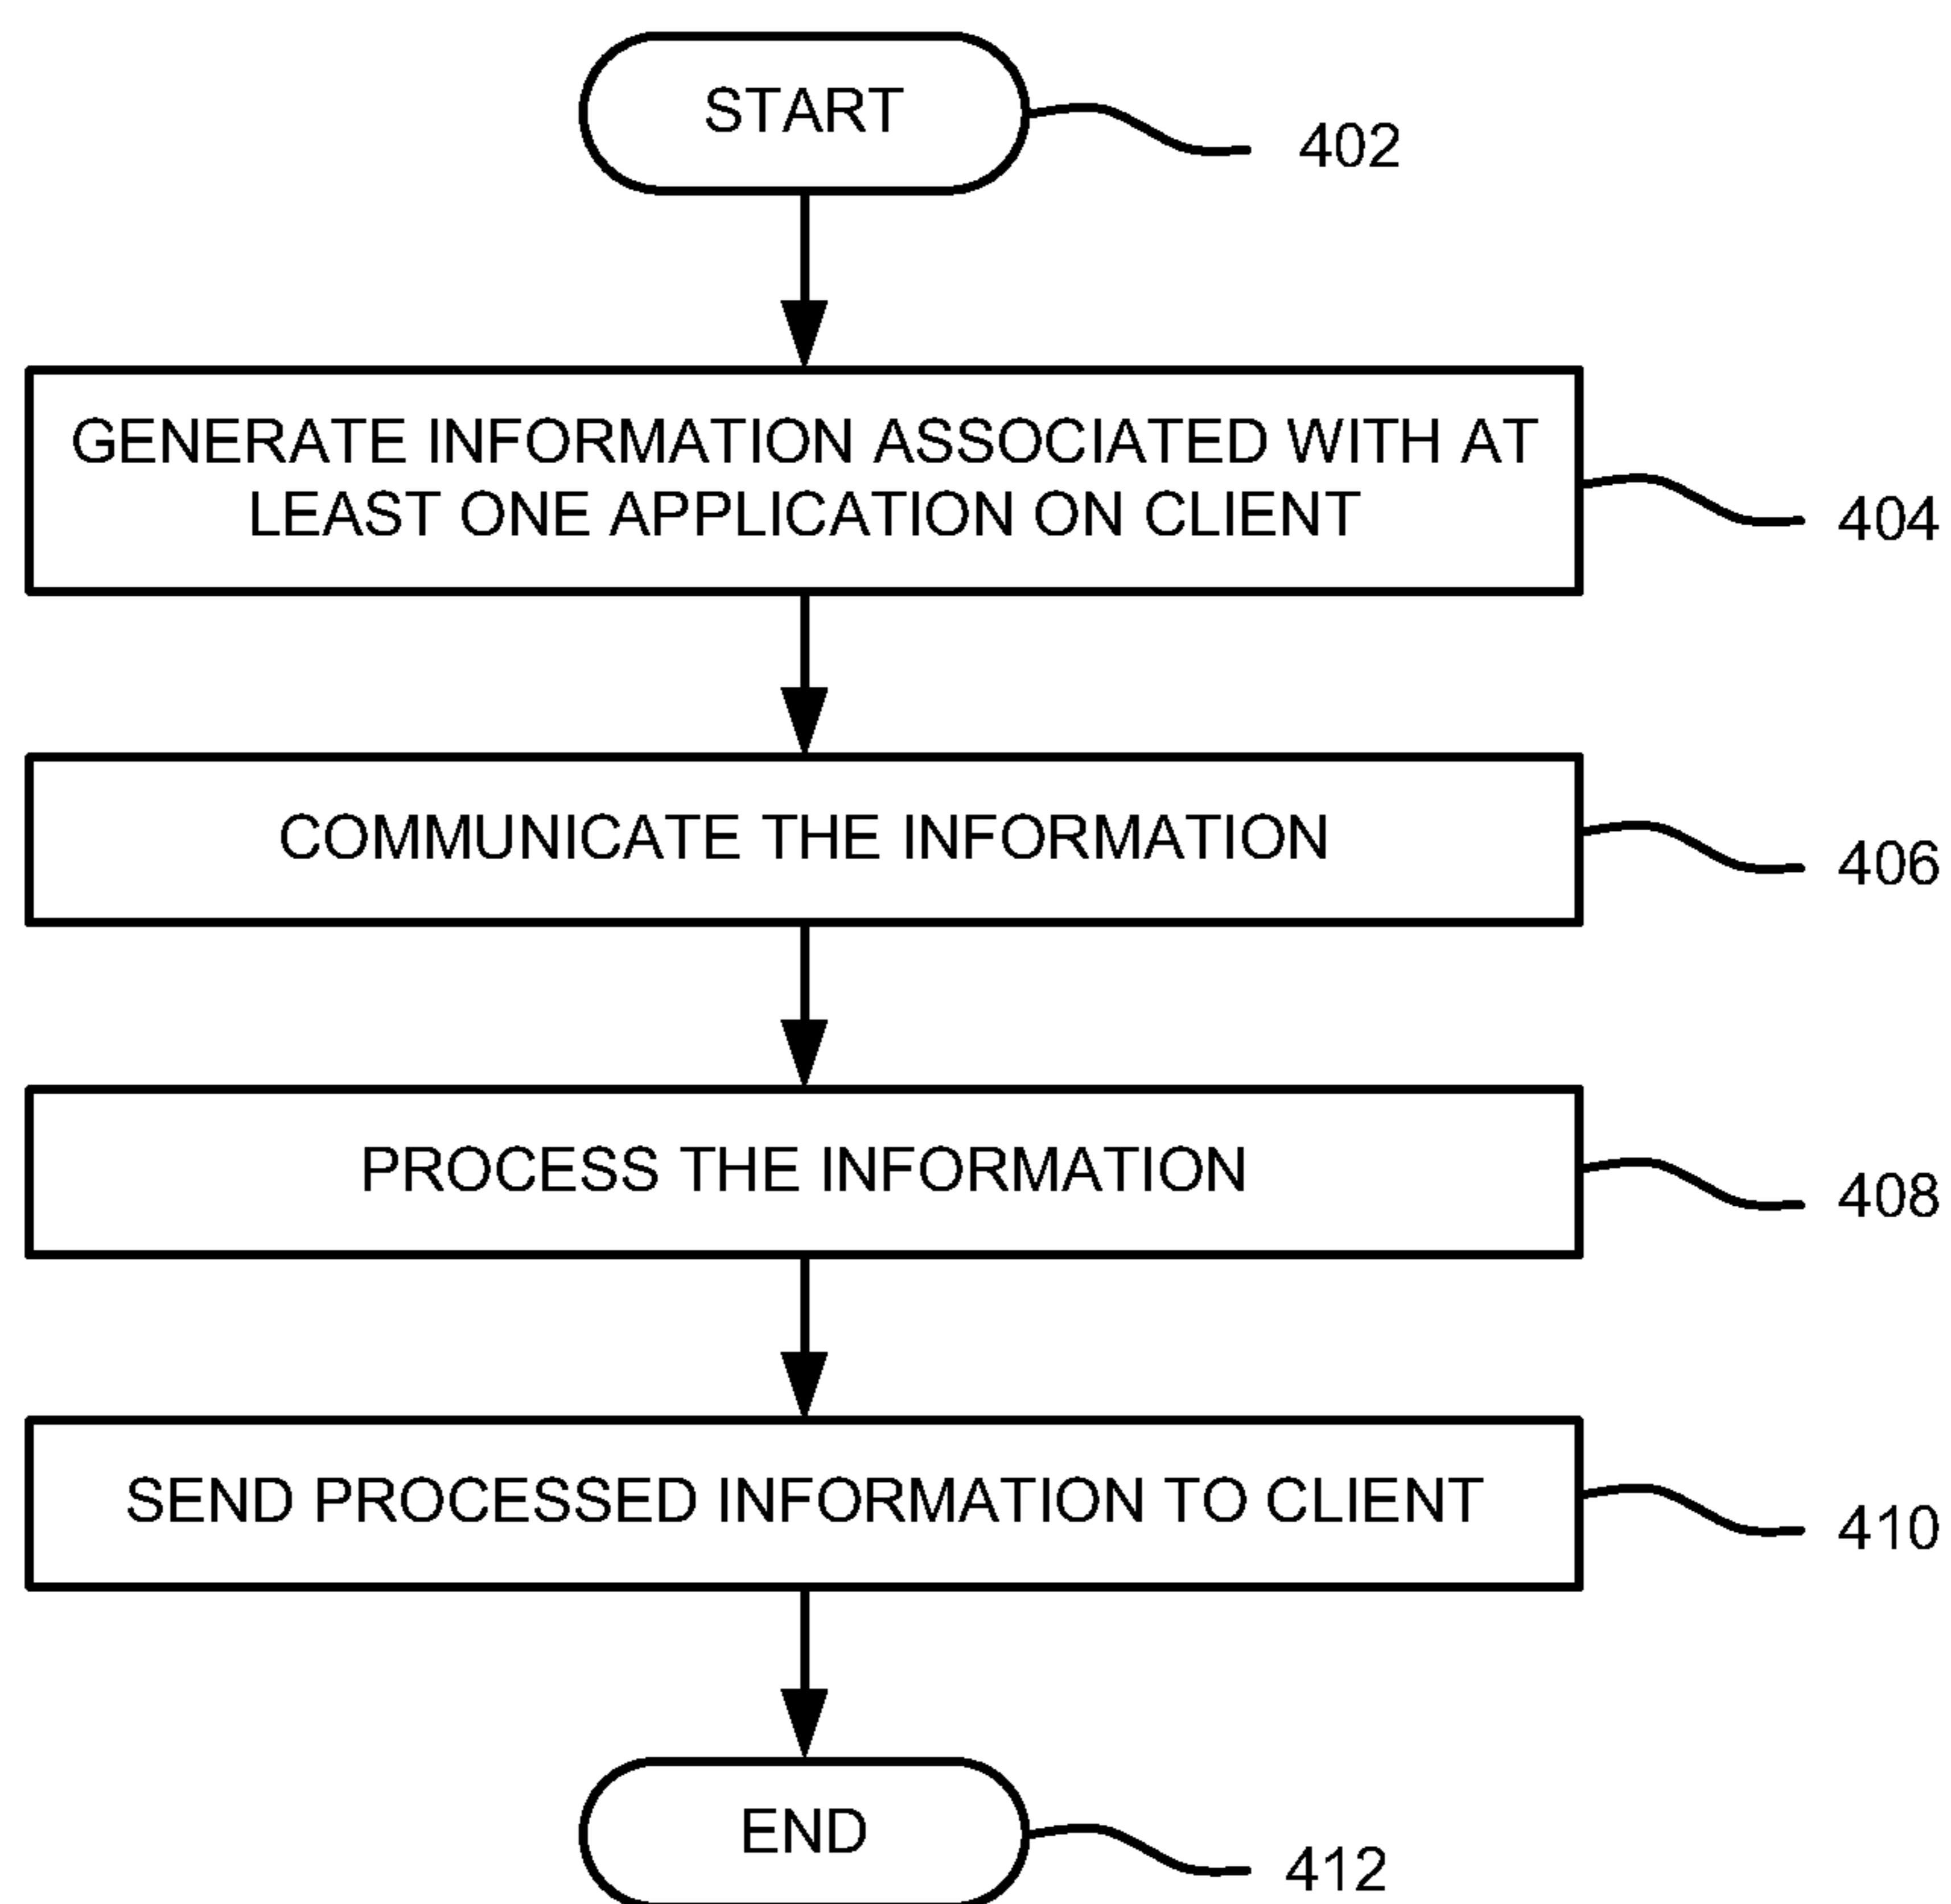 START
402
GENERATE INFORMATION ASSOCIATED WITH AT
LEAST ONE APPLICATION ON CLIENT
404
COMMUNICATE THE INFORMATION
406
PROCESS THE INFORMATION
408
SEND PROCESSED INFORMATION TO CLIENT
410
END
412